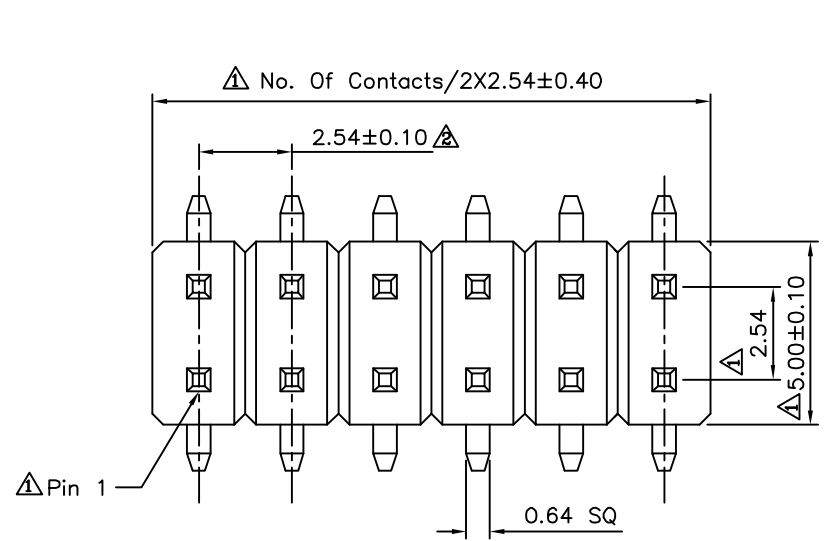 1 No. Of Contacts/2X2.54±0.40
2.54±0.10 2
1 2.54
1 5.00±0.10
1 Pin 1
0.64 SQ